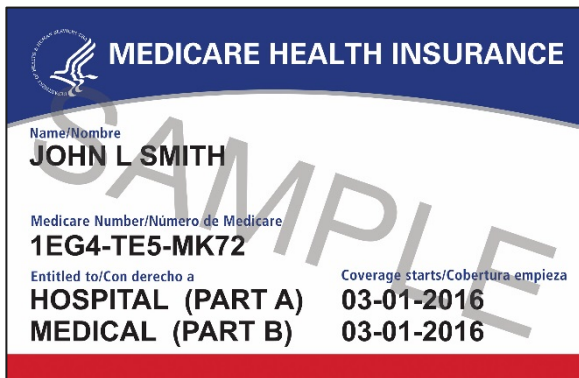 MEDICARE HEALTH INSURANCE
Name/Nombre
JOHN L SMITH
Medicare Number/Número de Medicare
1EG4-TE5-MK72
Entitled to/Con derecho a Coverage starts/Cobertura empieza
HOSPITAL (PART A) 03-01-2016
MEDICAL (PART B) 03-01-2016
SAMPLE